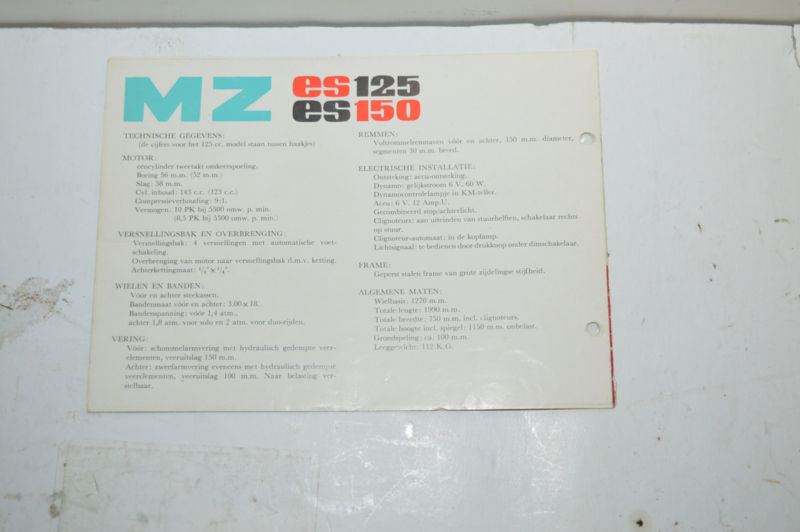 MZ es125
es150
TECHNISCHE GEGEVENS:
(de cijfers voor het 125 cc. model staan tussen haakjes)
MOTOR:
ééncylinder tweetakt omkeerspoeling.
Boring 56 m.m. (52 m.m.)
Slag: 58 m.m.
Cyl. inhoud: 143 c.c. (123 c.c.)
Compressieverhouding: 9:1.
Vermogen: 10 PK bij 5500 omw. p. min.
(8,5 PK bij 5500 omw. p. min.)
VERSNELLINGSBAK EN OVERBRENGING:
Versnellingsbak: 4 versnellingen met automatische voet-
schakeling.
Overbrenging van motor naar versnellingsbak d.m.v. ketting.
Achterkettingmaat:
WIELEN EN BANDEN:
Vóór en achter steekassen.
Bandenmaat vóór en achter: 3.00 x 18.
Bandenspanning: vóór 1,4 atm.,
achter 1,8 atm. voor solo en 2 atm. voor duo-rijden.
VERING:
Vóór: schommelarmvering met hydraulisch gedempte veer-
elementen, veeruitslag 150 m.m.
Achter: zweefarmvering eveneens met hydraulisch gedempt
veerelementen, veeruitslag 100 m.m. Naar belasting ver-
stelbaar.
REMMEN:
Voltrommelremmen vóór en achter, 150 m.m. diameter,
segmenten 30 m.m. breed.
ELECTRISCHE INSTALLATIE:
Ontsteking: accu-ontsteking.
Dynamo: gelijkstroom 6 V. 60 W.
Dynamocontrolelampje in KM-teller.
Accu: 6 V. 12 Amp.U.
Gecombineerd stop/achterlicht.
Clignoteurs: aan uiteinden van stuurhelften, schakelaar rechts
op stuur.
Clignoteur-automaat: in de koplamp.
Lichtsignaal: te bedienen door drukknop onder dimschakelaar.
FRAME:
Geperst stalen frame van grote zijdelingse stijfheid.
ALGEMENE MATEN:
Wielbasis: 1270 m.m.
Totale lengte: 1990 m.m.
Totale breedte: 750 m.m. incl. clignoteurs.
Totale hoogte incl. spiegel: 1150 m.m. onbelast.
Grondspeling: ca. 100 m.m.
Leeggewicht: 112 K.G.